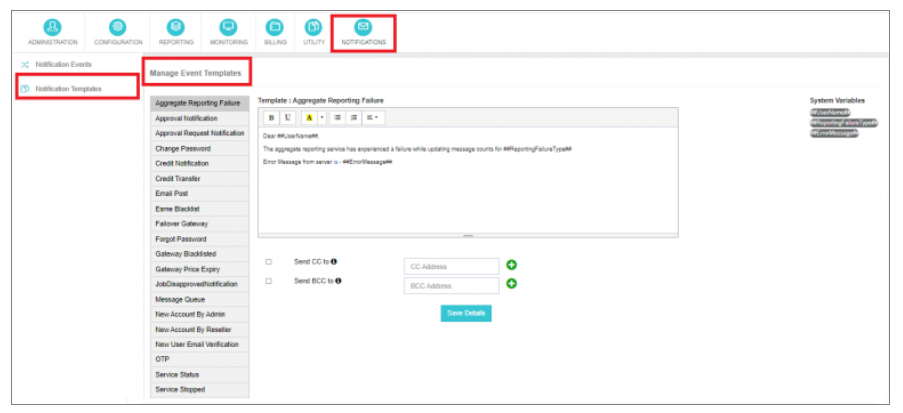 ADMINISTRATION CONFIGURATION REPORTING MONITORING BILLING UTILITY NOTIFICATIONS
Notification Events
Notification Templates
Manage Event Templates
Aggregate Reporting Failure
Approval Notification
Approval Request Notification
Change Password
Credit Notification
Credit Transfer
Email Post
Esme Blacklist
Failover Gateway
Forgot Password
Gateway Blacklisted
Gateway Price Expiry
JobDisapprovedNotification
Message Queue
New Account By Admin
New Account By Reseller
New User Email Verification
OTP
Service Status
Service Stopped
Template : Aggregate Reporting Failure
B U A
Dear ##UserName##,
The aggregate reporting service has experienced a failure while updating message counts for ##ReportingFailureType##
Error Message from server is - ##ErrorMessage##
Send CC to CC Address
Send BCC to BCC Address
Save Details
System Variables
##UserName##
##ReportingFailureType##
##ErrorMessage##